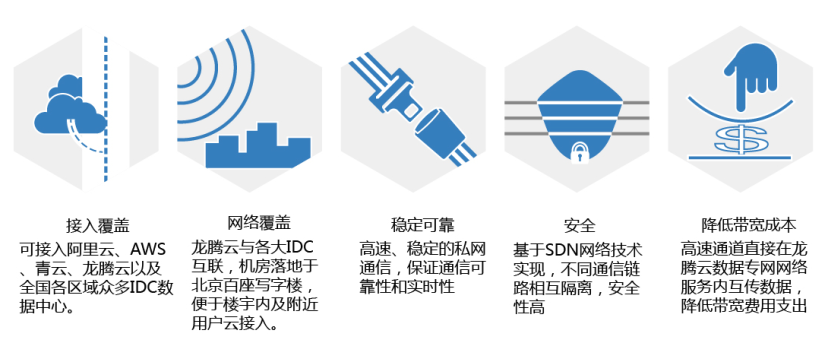 接入覆盖
可接入阿里云、AWS
、青云、龙腾云以及
全国各区域众多IDC数
据中心。
网络覆盖
龙腾云与各大IDC
互联，机房落地于
北京百座写字楼，
便于楼宇内及附近
用户云接入。
稳定可靠
高速、稳定的私网
通信，保证通信可
靠性和实时性
安全
基于SDN网络技术
实现，不同通信链
路相互隔离，安全
性高
$
降低带宽成本
高速通道直接在龙
腾云数据专网网络
服务内互传数据，
降低带宽费用支出